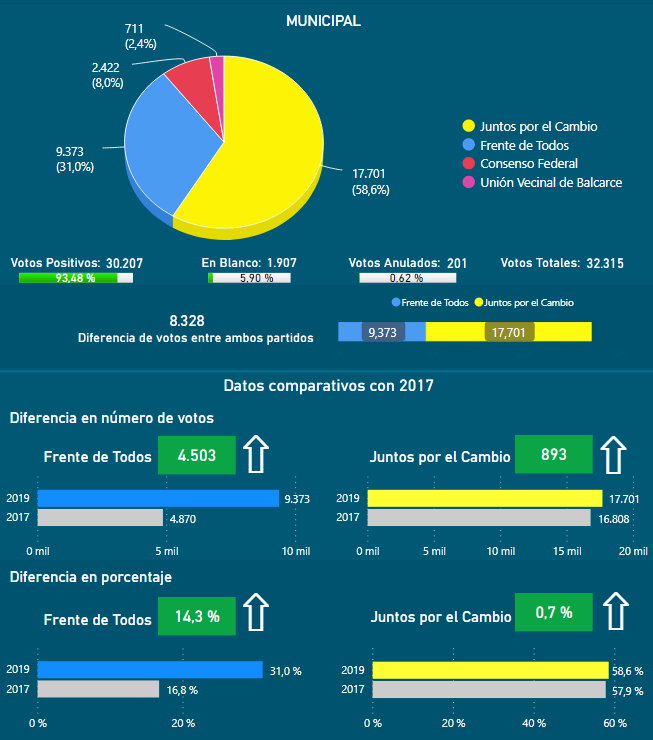 MUNICIPAL
711
(2,4%)
2.422
(8,0%)
9.373
(31,0%)
17.701
(58,6%)
Juntos por el Cambio
Frente de Todos
Consenso Federal
Unión Vecinal de Balcarce
Votos Positivos: 30.207
93,48 %
En Blanco: 1.907
5,90 %
Votos Anulados: 201
0,62 %
Votos Totales: 32.315
8.328
Diferencia de votos entre ambos partidos
Frente de Todos Juntos por el Cambio
9,373 17,701
Datos comparativos con 2017
Diferencia en número de votos
Frente de Todos 4.503
2019 9.373
2017 4.870
0 mil 5 mil 10 mil
Juntos por el Cambio 893
2019 17.701
2017 16.808
0 mil 5 mil 10 mil 15 mil 20 mil
Diferencia en porcentaje
Frente de Todos 14,3 %
2019 31,0 %
2017 16,8 %
0 % 20 %
Juntos por el Cambio 0,7 %
2019 58,6 %
2017 57,9 %
0 % 20 % 40 % 60 %